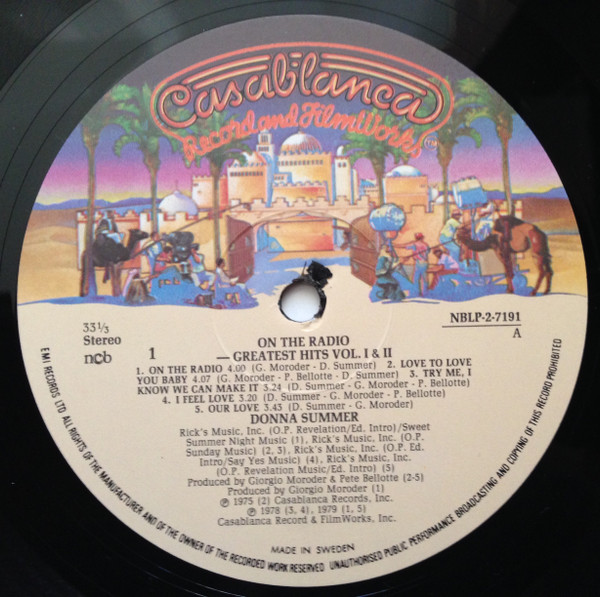 Casablanca
Record and FilmWorks™
33⅓
Stereo
ncb
1
NBLP-2-7191
A
ON THE RADIO
—GREATEST HITS VOL. I & II
1. ON THE RADIO 4.00 (G. Moroder - D. Summer) 2. LOVE TO LOVE
YOU BABY 4.07 (G. Moroder - P. Bellotte - D. Summer) 3. TRY ME, I
KNOW WE CAN MAKE IT 5.24 (D. Summer - G. Moroder - P. Bellotte)
4. I FEEL LOVE 3.20 (D. Summer - G. Moroder - P. Bellotte)
5. OUR LOVE 3.43 (D. Summer - G. Moroder)
DONNA SUMMER
Rick's Music, Inc. (O.P. Revelation/Ed. Intro)/Sweet
Summer Night Music (1), Rick's Music, Inc. (O.P.
Sunday Music) (2, 3), Rick's Music, Inc. (O.P. Ed.
Intro/Say Yes Music) (4), Rick's Music, Inc.
(O.P. Revelation Music/Ed. Intro) (5)
Produced by Giorgio Moroder & Pete Bellotte (2-5)
Produced by Giorgio Moroder (1)
℗ 1975 (2) Casablanca Records, Inc.
℗ 1978 (3, 4), 1979 (1, 5)
Casablanca Record & FilmWorks, Inc.
MADE IN SWEDEN
EMI RECORDS LTD ALL RIGHTS OF THE MANUFACTURER AND OF THE OWNER OF THE RECORDED WORK RESERVED UNAUTHORISED PUBLIC PERFORMANCE BROADCASTING AND COPYING OF THIS RECORD PROHIBITED